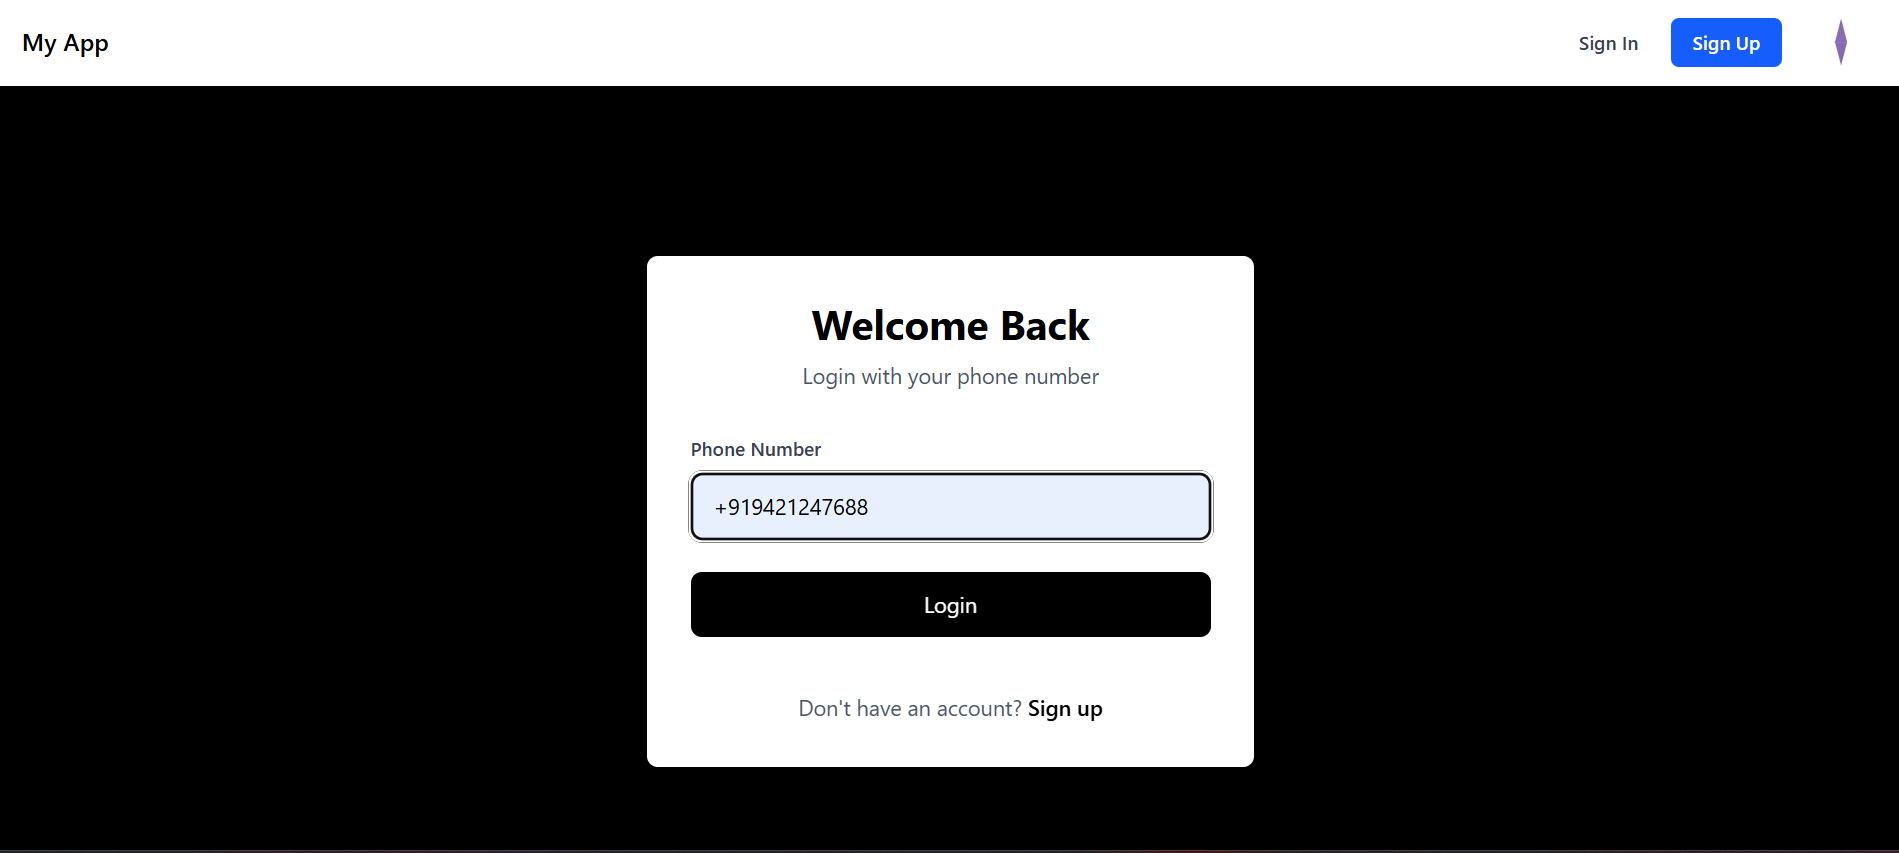 My App
Sign In
Sign Up
Welcome Back
Login with your phone number
Phone Number
+919421247688
Login
Don't have an account? Sign up